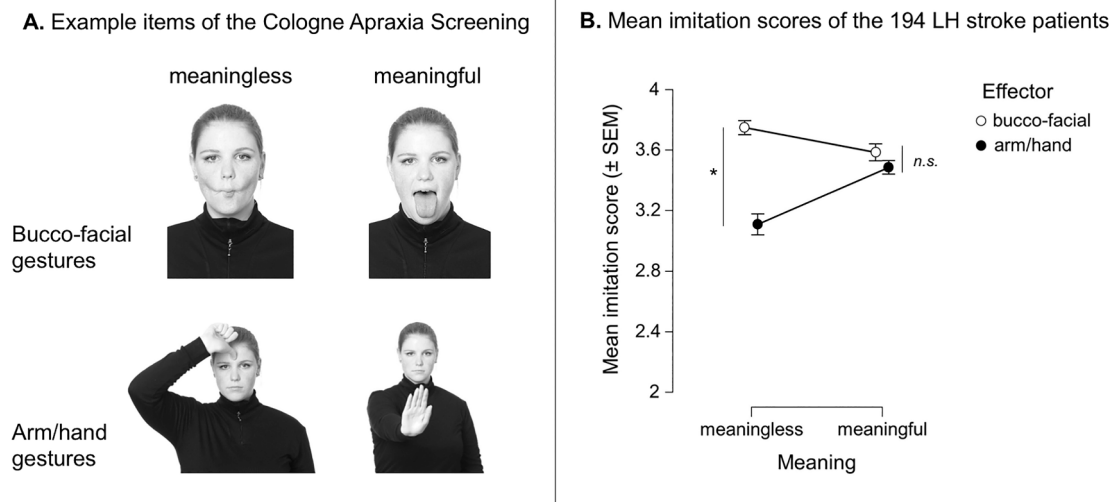 A. Example items of the Cologne Apraxia Screening
meaningless
meaningful
Bucco-facial
gestures
Arm/hand
gestures
B. Mean imitation scores of the 194 LH stroke patients
Mean imitation score (± SEM)
4
3.6
3.2
2.8
2.4
2
*
n.s.
Effector
bucco-facial
arm/hand
meaningless
meaningful
Meaning